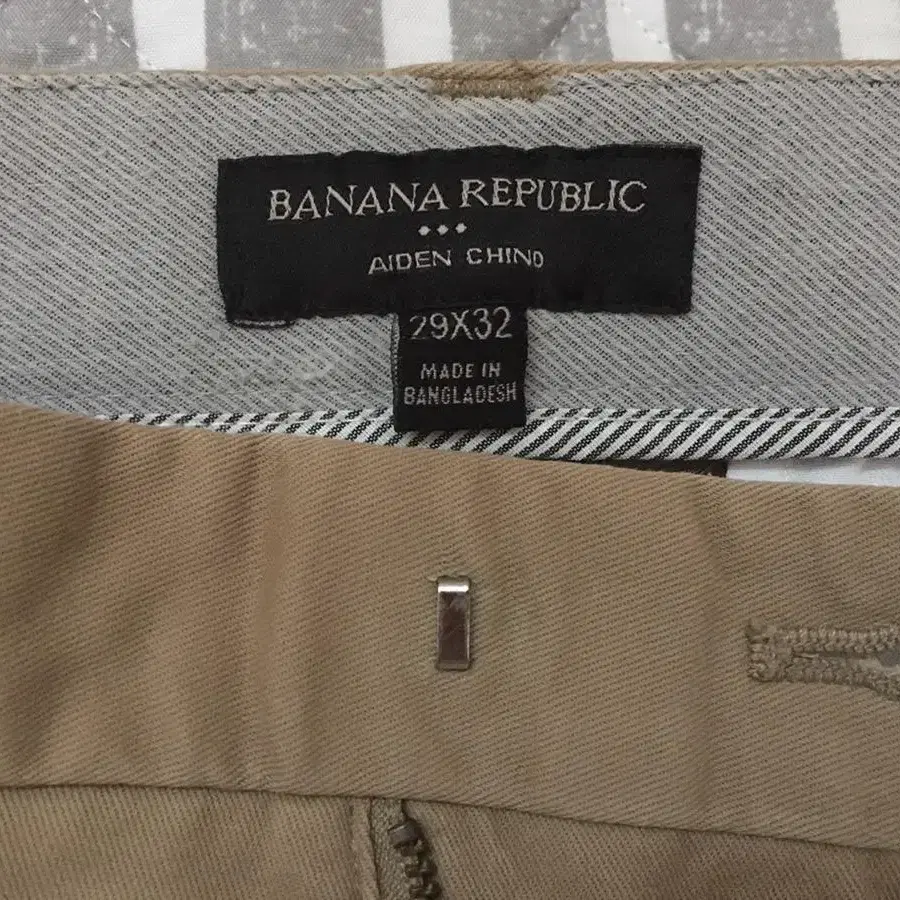 BANANA REPUBLIC
AIDEN CHINO
29X32
MADE IN
BANGLADESH